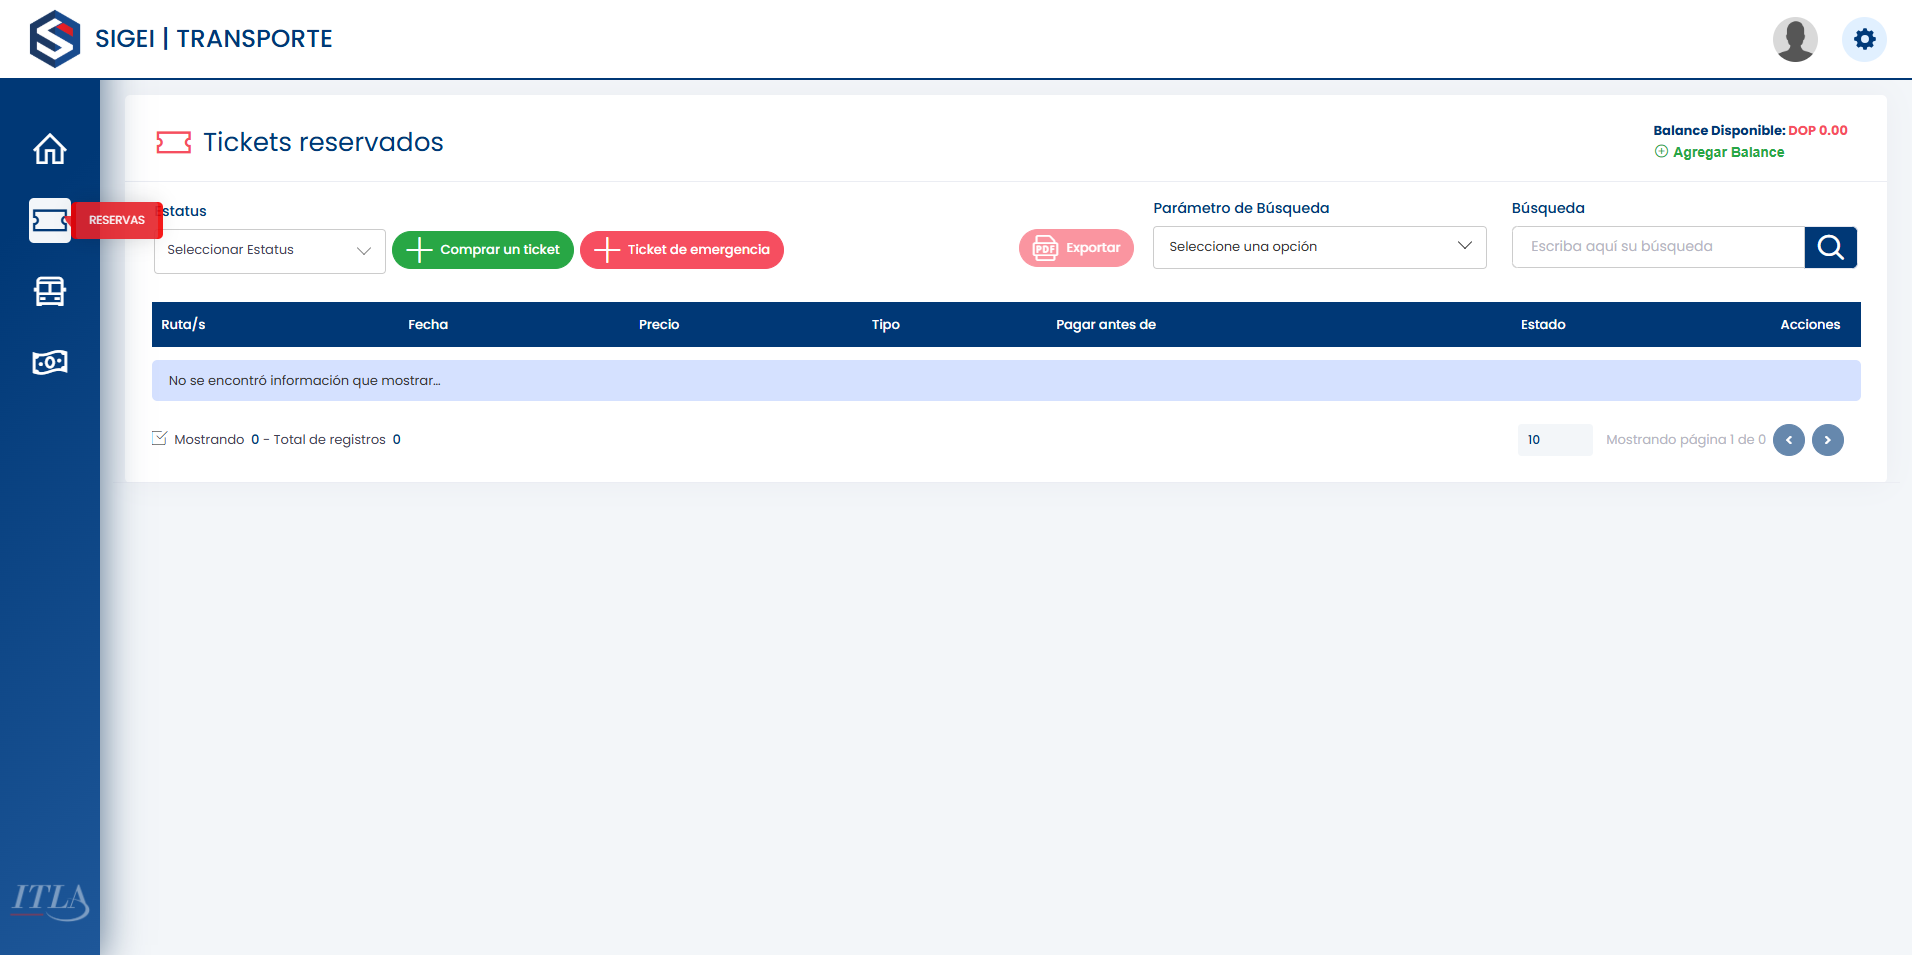 SIGEI | TRANSPORTE
Tickets reservados
Balance Disponible: DOP 0.00
Agregar Balance
RESERVAS
Estatus
Parámetro de Búsqueda
Búsqueda
Seleccionar Estatus
Comprar un ticket
Ticket de emergencia
PDF Exportar
Seleccione una opción
Escriba aquí su búsqueda
Ruta/s Fecha Precio Tipo Pagar antes de Estado Acciones
No se encontró información que mostrar...
Mostrando 0 - Total de registros 0
10 Mostrando página 1 de 0
ITLA